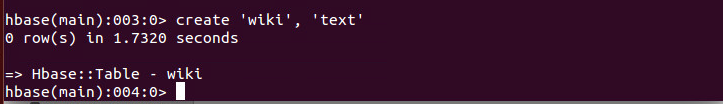 hbase(main):003:0> create 'wiki', 'text'
0 row(s) in 1.7320 seconds
=> Hbase::Table - wiki
hbase(main):004:0>